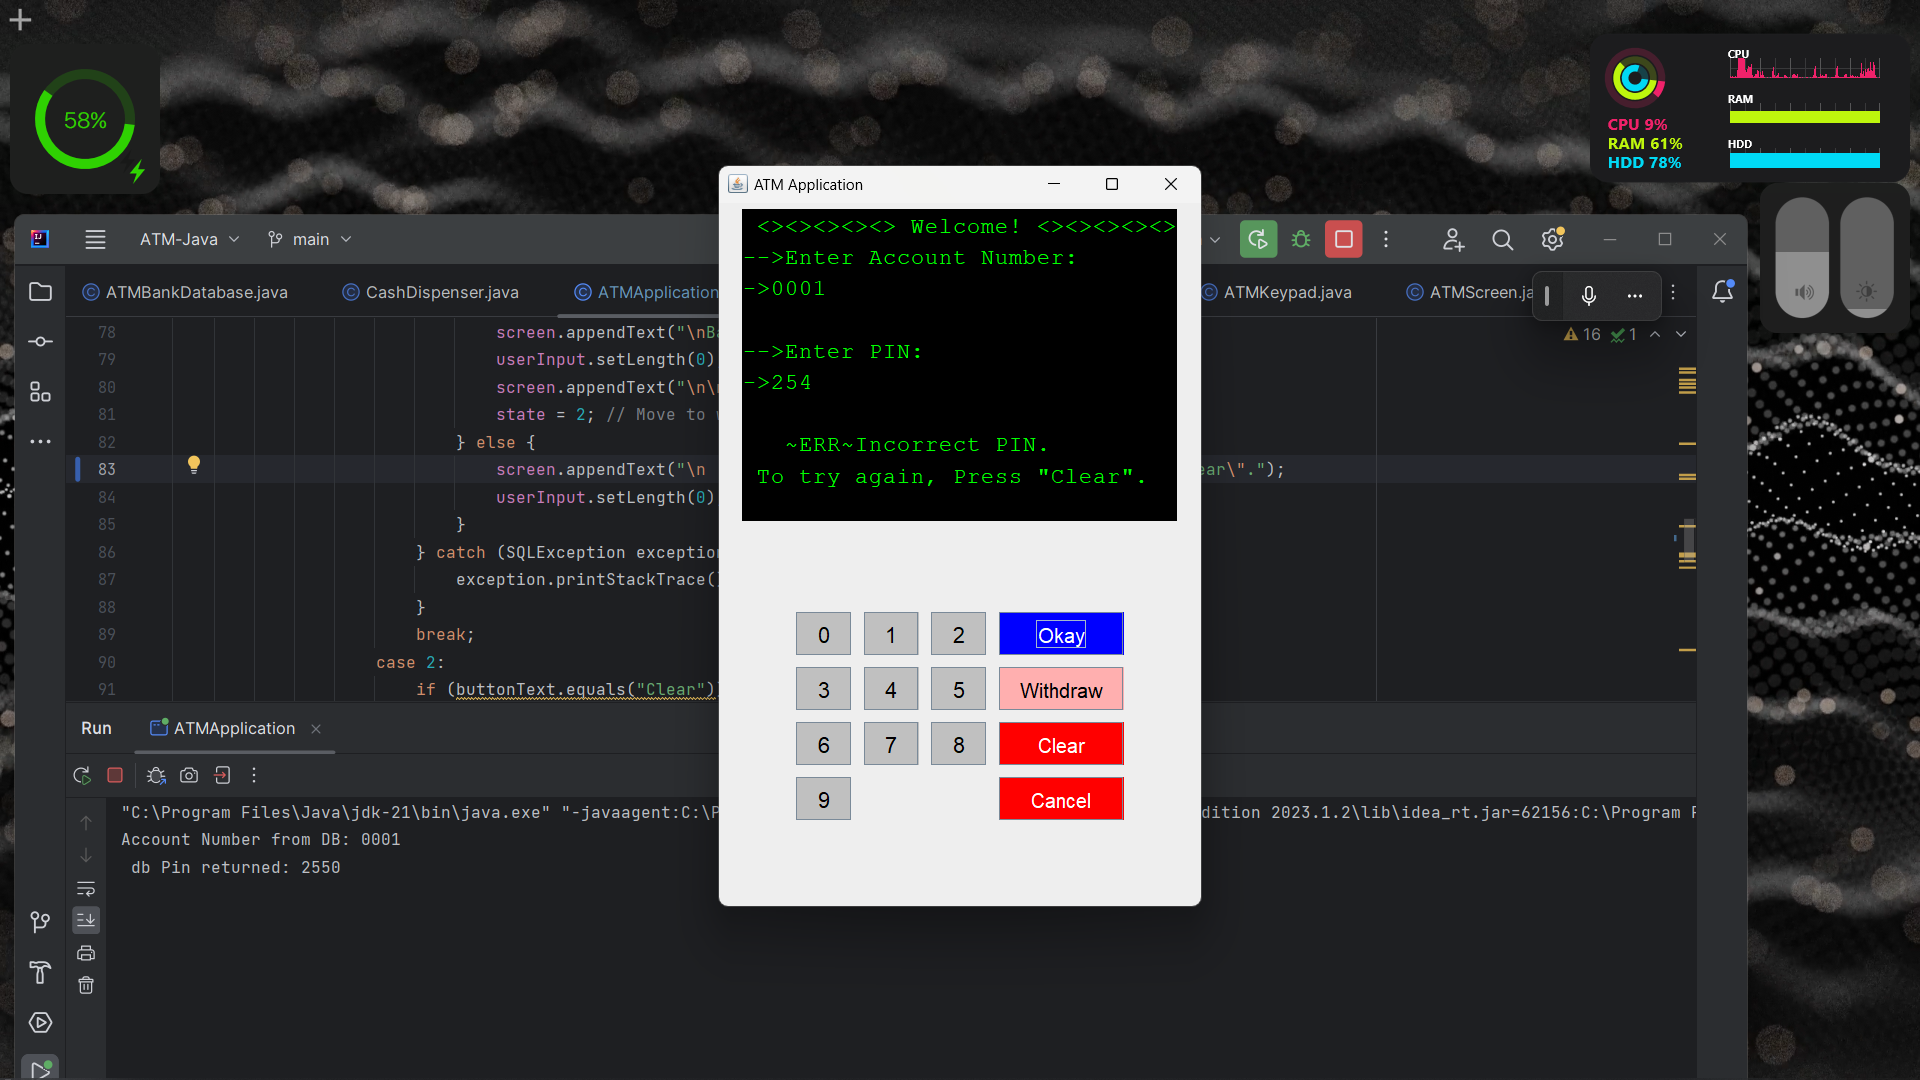 58%
CPU
RAM
HDD
CPU 9%
RAM 61%
HDD 78%
ATM Application
<><><><><> Welcome! <><><><><>
-->Enter Account Number:
->0001
-->Enter PIN:
->254
~ERR~Incorrect PIN.
To try again, Press "Clear".
0 1 2 Okay
3 4 5 Withdraw
6 7 8 Clear
9 Cancel
ATM-Java main
ATMBankDatabase.java CashDispenser.java ATMApplication ATMKeypad.java ATMScreen.ja
16 1
78 screen.appendText("\nBa
79 userInput.setLength(0)
80 screen.appendText("\n\n
81 state = 2; // Move to
82 } else {
83 screen.appendText("\n ear\".");
84 userInput.setLength(0)
85 }
86 } catch (SQLException exception
87 exception.printStackTrace(
88 }
89 break;
90 case 2:
91 if (buttonText.equals("Clear")
Run ATMApplication
"C:\Program Files\Java\jdk-21\bin\java.exe" "-javaagent:C:\P dition 2023.1.2\lib\idea_rt.jar=62156:C:\Program F
Account Number from DB: 0001
db Pin returned: 2550